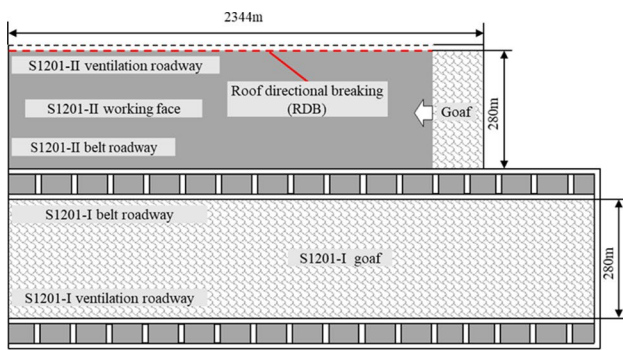 2344m
S1201-II ventilation roadway
Roof directional breaking
(RDB)
S1201-II working face
Goaf
280m
S1201-II belt roadway
S1201-I belt roadway
S1201-I goaf
280m
S1201-I ventilation roadway